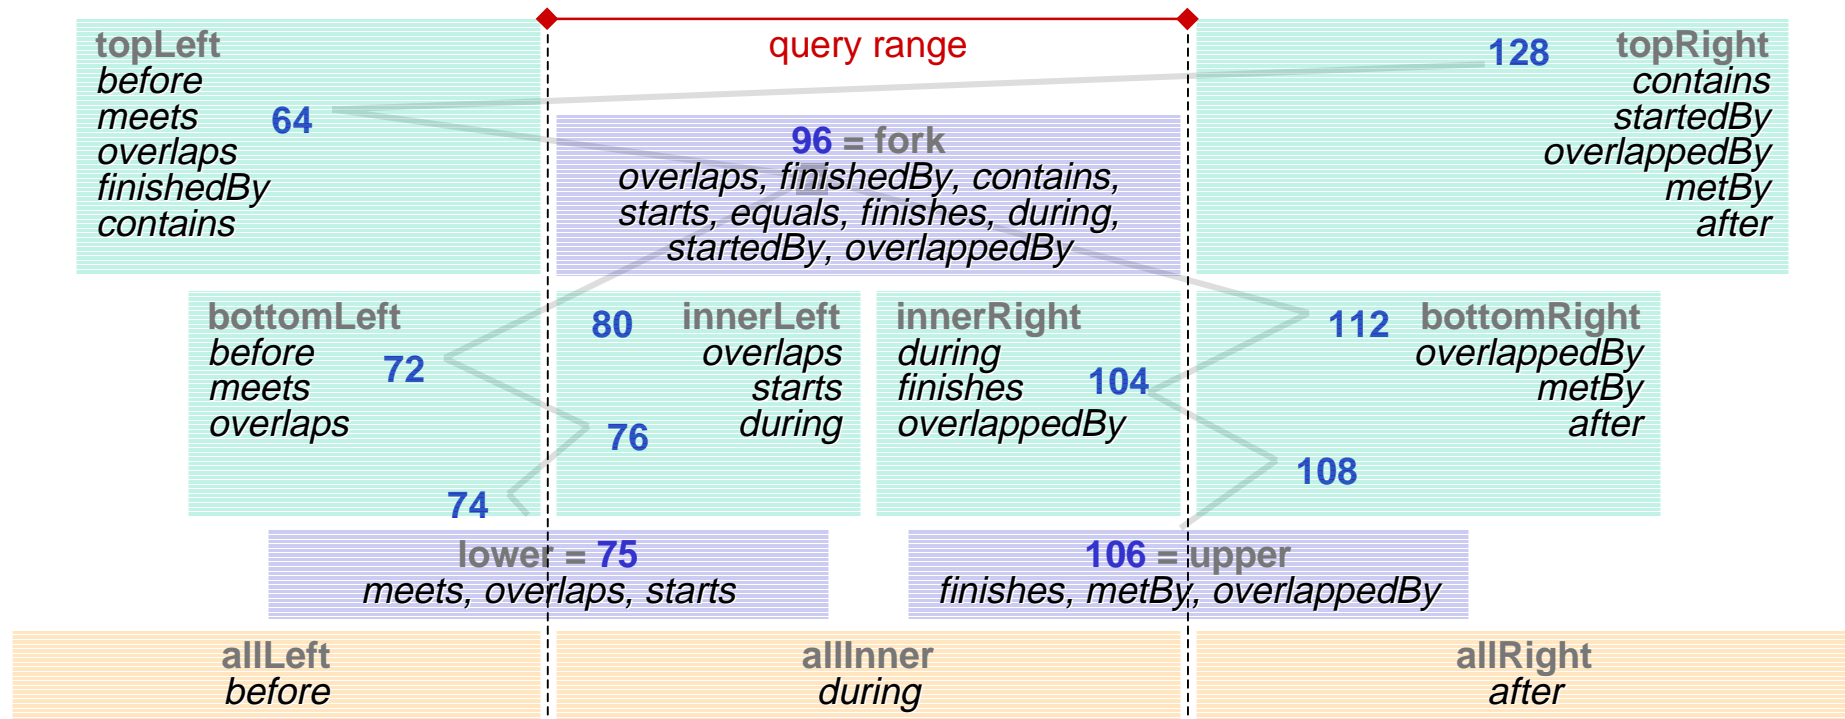 query range
topLeft
before
meets
overlaps
finishedBy
contains
64
96 = fork
overlaps, finishedBy, contains,
starts, equals, finishes, during,
startedBy, overlappedBy
128
topRight
contains
startedBy
overlappedBy
metBy
after
bottomLeft
before
meets
overlaps
72
74
80
innerLeft
overlaps
starts
during
76
innerRight
during
finishes
overlappedBy
104
112
bottomRight
overlappedBy
metBy
after
108
lower = 75
meets, overlaps, starts
106 = upper
finishes, metBy, overlappedBy
allLeft
before
allInner
during
allRight
after